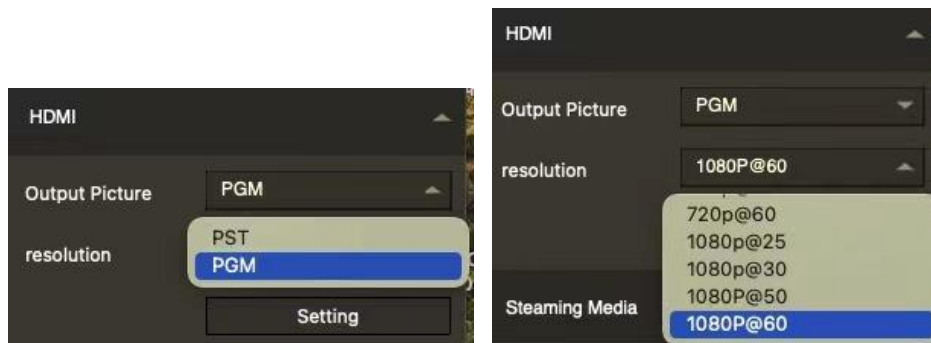 HDMI
Output Picture PGM
PST
resolution
PGM
Setting
HDMI
Output Picture PGM
resolution 1080P@60
720p@60
1080p@25
1080p@30
1080P@50
Steaming Media
1080P@60